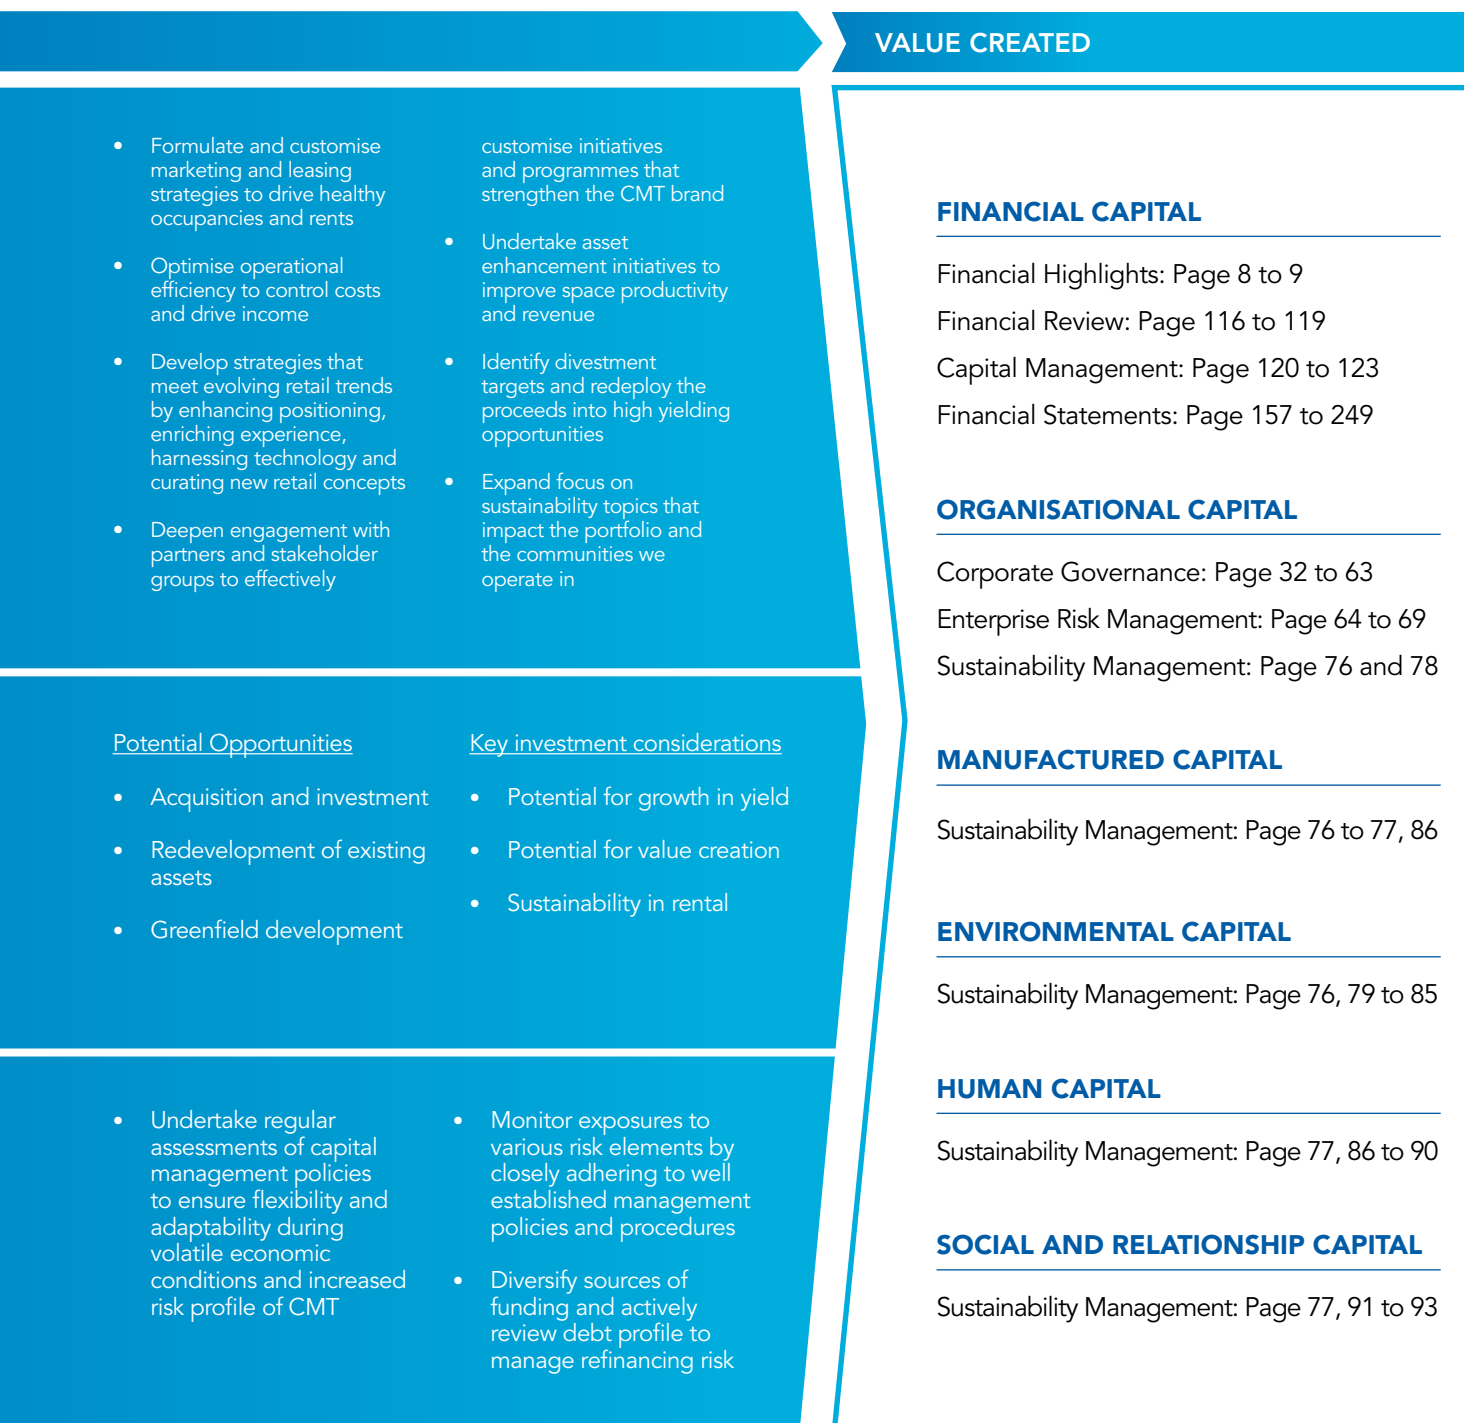 VALUE CREATED
• Formulate and customise
marketing and leasing
strategies to drive healthy
occupancies and rents
• Optimise operational
efficiency to control costs
and drive income
• Develop strategies that
meet evolving retail trends
by enhancing positioning,
enriching experience,
harnessing technology and
curating new retail concepts
• Deepen engagement with
partners and stakeholder
groups to effectively
customise initiatives
and programmes that
strengthen the CMT brand
• Undertake asset
enhancement initiatives to
improve space productivity
and revenue
• Identify divestment
targets and redeploy the
proceeds into high yielding
opportunities
• Expand focus on
sustainability topics that
impact the portfolio and
the communities we
operate in
Potential Opportunities
• Acquisition and investment
• Redevelopment of existing
assets
• Greenfield development
Key investment considerations
• Potential for growth in yield
• Potential for value creation
• Sustainability in rental
• Undertake regular
assessments of capital
management policies
to ensure flexibility and
adaptability during
volatile economic
conditions and increased
risk profile of CMT
• Monitor exposures to
various risk elements by
closely adhering to well
established management
policies and procedures
• Diversify sources of
funding and actively
review debt profile to
manage refinancing risk
FINANCIAL CAPITAL
Financial Highlights: Page 8 to 9
Financial Review: Page 116 to 119
Capital Management: Page 120 to 123
Financial Statements: Page 157 to 249
ORGANISATIONAL CAPITAL
Corporate Governance: Page 32 to 63
Enterprise Risk Management: Page 64 to 69
Sustainability Management: Page 76 and 78
MANUFACTURED CAPITAL
Sustainability Management: Page 76 to 77, 86
ENVIRONMENTAL CAPITAL
Sustainability Management: Page 76, 79 to 85
HUMAN CAPITAL
Sustainability Management: Page 77, 86 to 90
SOCIAL AND RELATIONSHIP CAPITAL
Sustainability Management: Page 77, 91 to 93